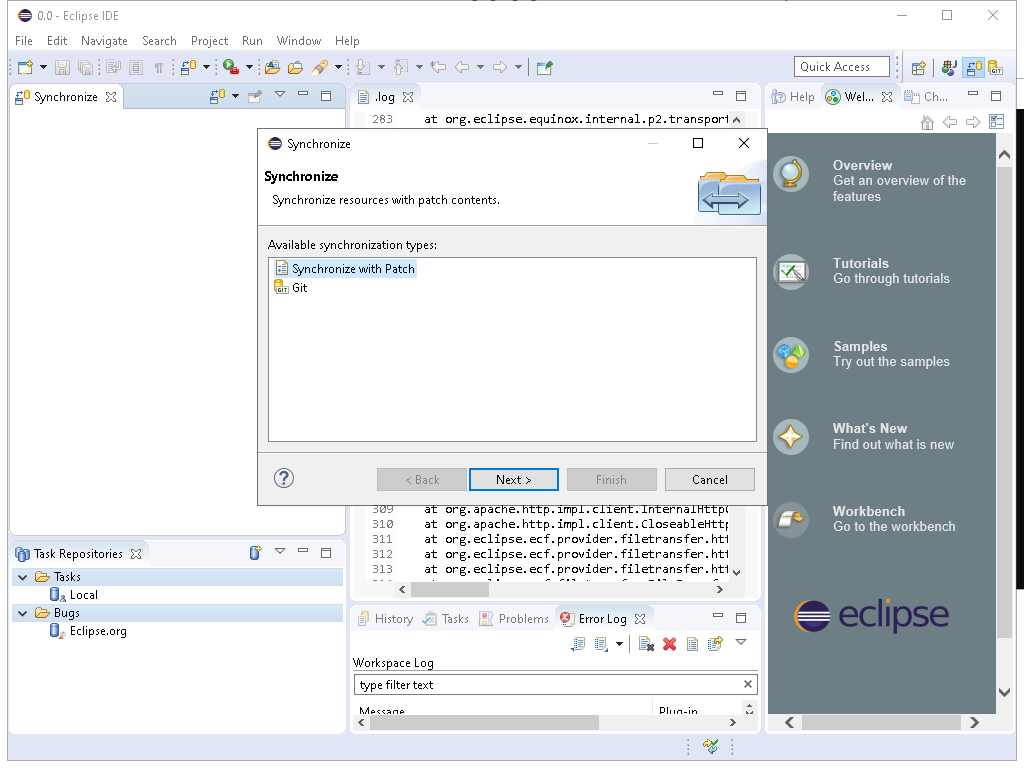 0.0 - Eclipse IDE
File Edit Navigate Search Project Run Window Help
Quick Access
GIT
Synchronize
.log
Help
Wel...
Ch...
283 at org.eclipse.equinox.internal.p2.transport
Synchronize
Synchronize
Synchronize resources with patch contents.
Available synchronization types:
Synchronize with Patch
GIT Git
? < Back Next > Finish Cancel
309 at org.apache.http.impl.client.InternalHttpC
310 at org.apache.http.impl.client.CloseableHttp
311 at org.eclipse.ecf.provider.filetransfer.htt
312 at org.eclipse.ecf.provider.filetransfer.htt
313 at org.eclipse.ecf.provider.filetransfer.htt
Overview
Get an overview of the
features
Tutorials
Go through tutorials
Samples
Try out the samples
What's New
Find out what is new
Workbench
Go to the workbench
eclipse
Task Repositories
Tasks
Local
Bugs
Eclipse.org
History Tasks Problems Error Log
Workspace Log
type filter text
Message Plug-in